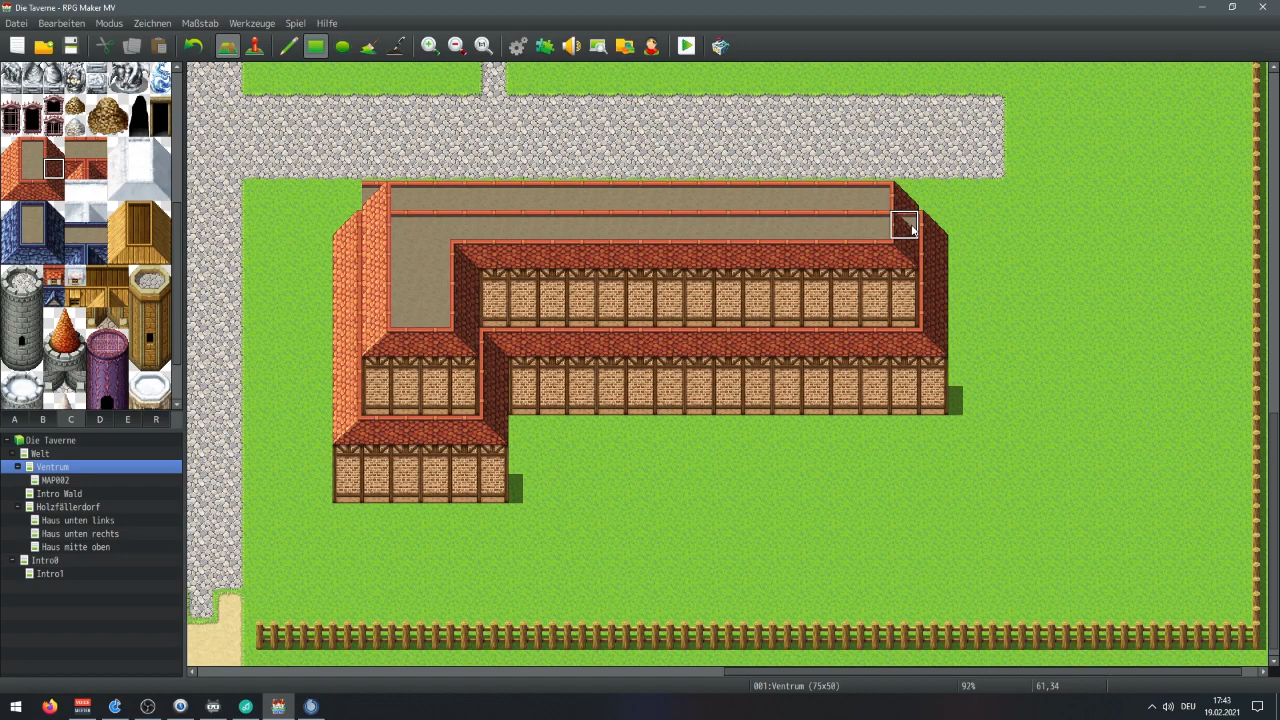 Die Taverne - RPG Maker MV
Datei Bearbeiten Modus Zeichnen Maßstab Werkzeuge Spiel Hilfe
A B C D E R
Die Taverne
Welt
Ventrum
MAP002
Intro Wald
Holzfällerdorf
Haus unten links
Haus unten rechts
Haus mitte oben
Intro0
Intro1
001:Ventrum (75x50) 92% 61,34
VOICE MEETER
DEU
17:43
19.02.2021